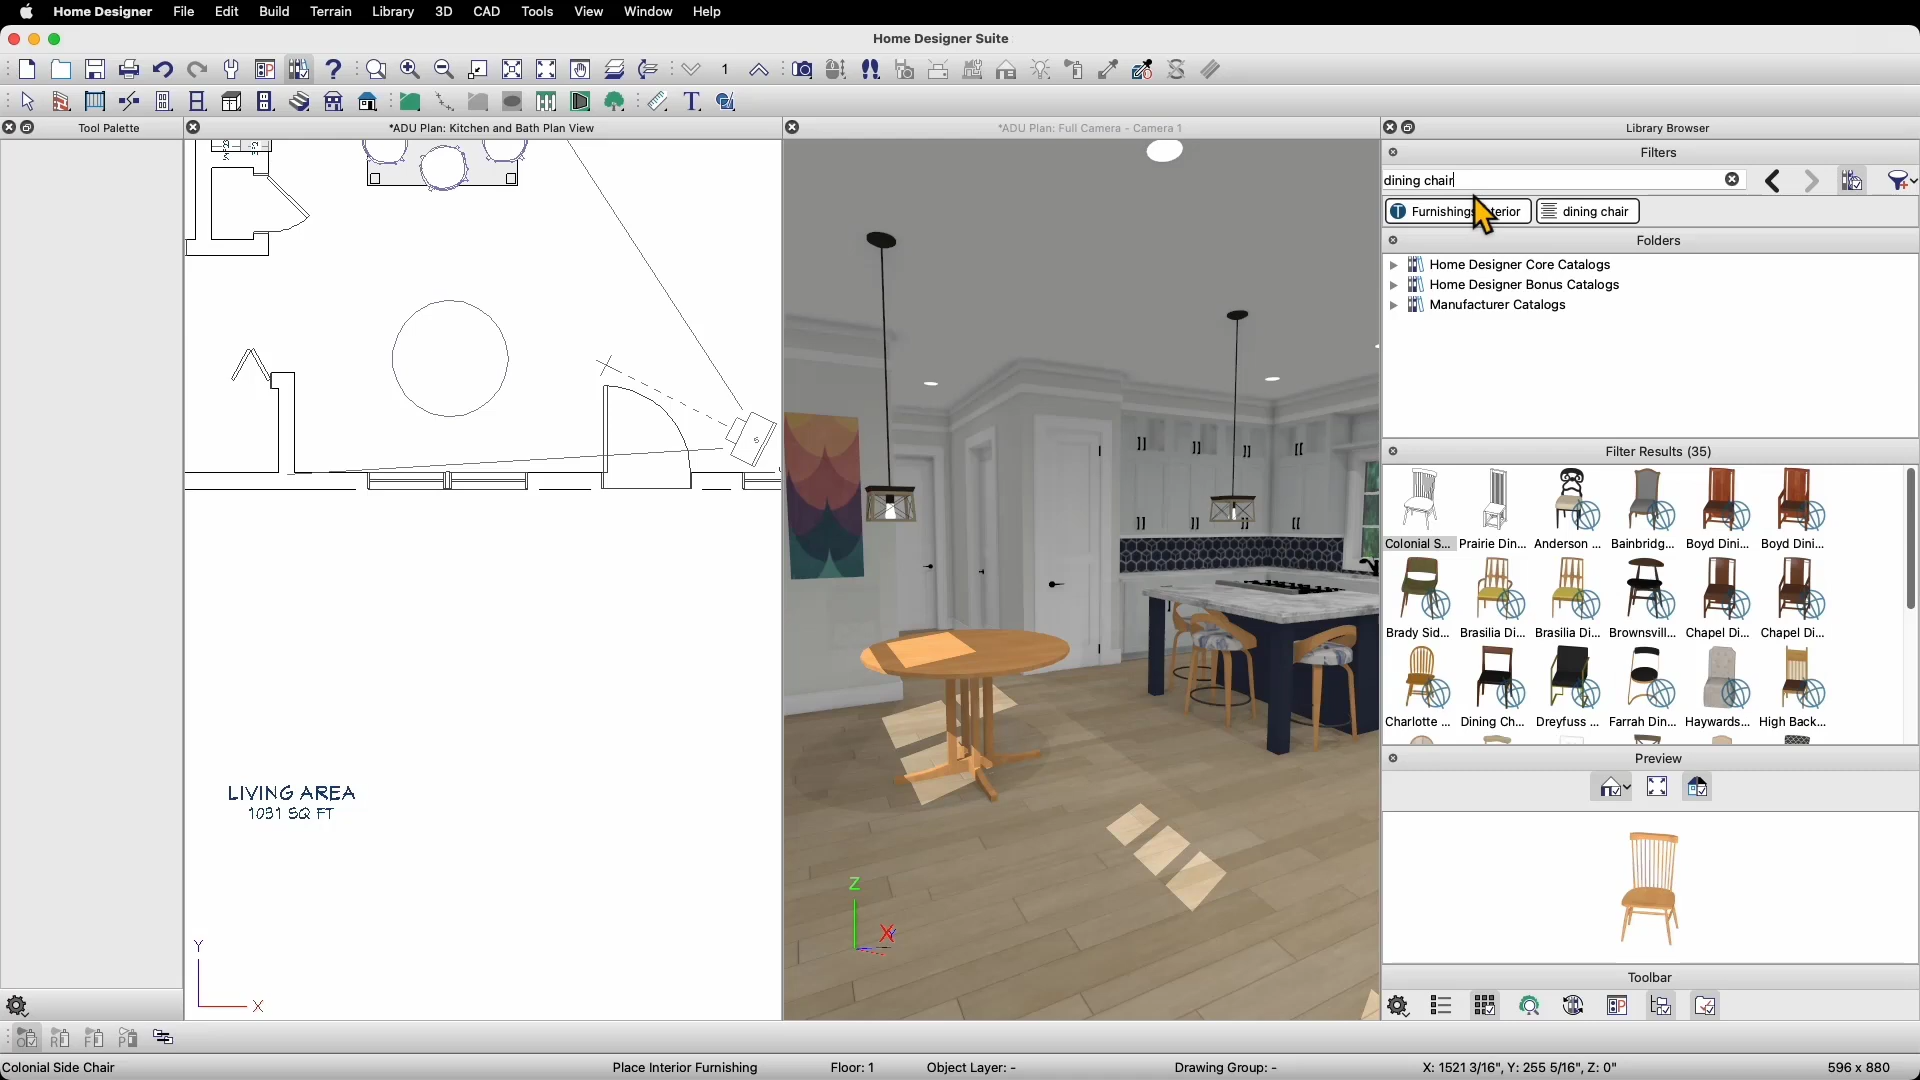 Home Designer File Edit Build Terrain Library 3D CAD Tools View Window Help
Home Designer Suite
1
Tool Palette
*ADU Plan: Kitchen and Bath Plan View
*ADU Plan: Full Camera - Camera 1
Library Browser
Filters
dining chair
dining chair
Folders
Home Designer Core Catalogs
Home Designer Bonus Catalogs
Manufacturer Catalogs
Filter Results (35)
Colonial S... Prairie Din... Anderson ... Bainbridg... Boyd Dini... Boyd Dini...
Brady Sid... Brasilia Di... Brasilia Di... Brownsvill... Chapel Di... Chapel Di...
Charlotte ... Dining Ch... Dreyfuss ... Farrah Din... Haywards... High Back...
Preview
LIVING AREA
1031 SQ FT
Z
X
Y
X
Toolbar
Colonial Side Chair
Place Interior Furnishing
Floor: 1
Object Layer: -
Drawing Group: -
X: 1521 3/16", Y: 255 5/16", Z: 0"
596 x 880